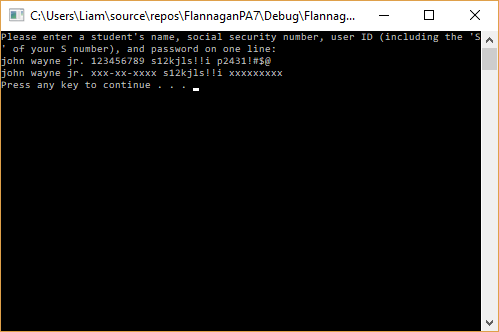 C:\Users\Liam\source\repos\FlannaganPA7\Debug\Flannag...
Please enter a student's name, social security number, user ID (including the 'S
' of your S number), and password on one line:
john wayne jr. 123456789 s12kjls!!i p2431!#$@
john wayne jr. xxx-xx-xxxx s12kjls!!i xxxxxxxxx
Press any key to continue . . .